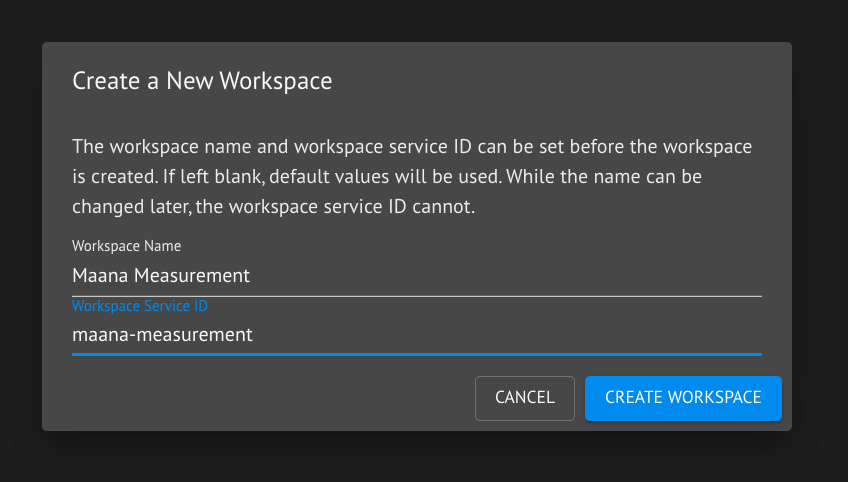 Create a New Workspace
The workspace name and workspace service ID can be set before the workspace
is created. If left blank, default values will be used. While the name can be
changed later, the workspace service ID cannot.
Workspace Name
Maana Measurement
Workspace Service ID
maana-measurement
CANCEL
CREATE WORKSPACE